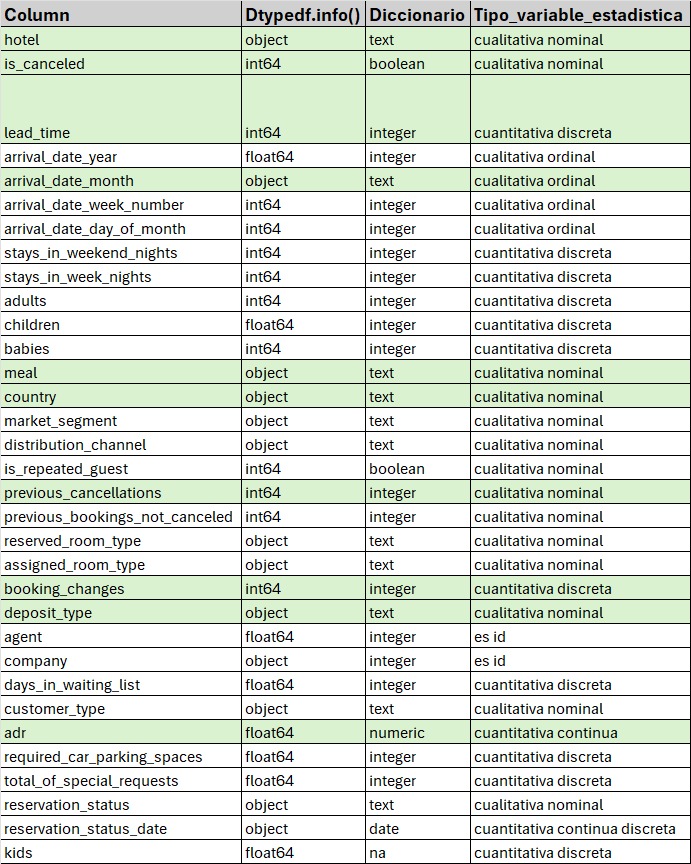 Column Dtypedf.info() Diccionario Tipo_variable_estadistica
hotel object text cualitativa nominal
is_canceled int64 boolean cualitativa nominal
lead_time int64 integer cuantitativa discreta
arrival_date_year float64 integer cualitativa ordinal
arrival_date_month object text cualitativa ordinal
arrival_date_week_number int64 integer cualitativa ordinal
arrival_date_day_of_month int64 integer cualitativa ordinal
stays_in_weekend_nights int64 integer cuantitativa discreta
stays_in_week_nights int64 integer cuantitativa discreta
adults int64 integer cuantitativa discreta
children float64 integer cuantitativa discreta
babies int64 integer cuantitativa discreta
meal object text cualitativa nominal
country object text cualitativa nominal
market_segment object text cualitativa nominal
distribution_channel object text cualitativa nominal
is_repeated_guest int64 boolean cualitativa nominal
previous_cancellations int64 integer cualitativa nominal
previous_bookings_not_canceled int64 integer cualitativa nominal
reserved_room_type object text cualitativa nominal
assigned_room_type object text cualitativa nominal
booking_changes int64 integer cuantitativa discreta
deposit_type object text cualitativa nominal
agent float64 integer es id
company object integer es id
days_in_waiting_list float64 integer cuantitativa discreta
customer_type object text cualitativa nominal
adr float64 numeric cuantitativa continua
required_car_parking_spaces float64 integer cuantitativa discreta
total_of_special_requests float64 integer cuantitativa discreta
reservation_status object text cualitativa nominal
reservation_status_date object date cuantitativa continua discreta
kids float64 na cuantitativa discreta